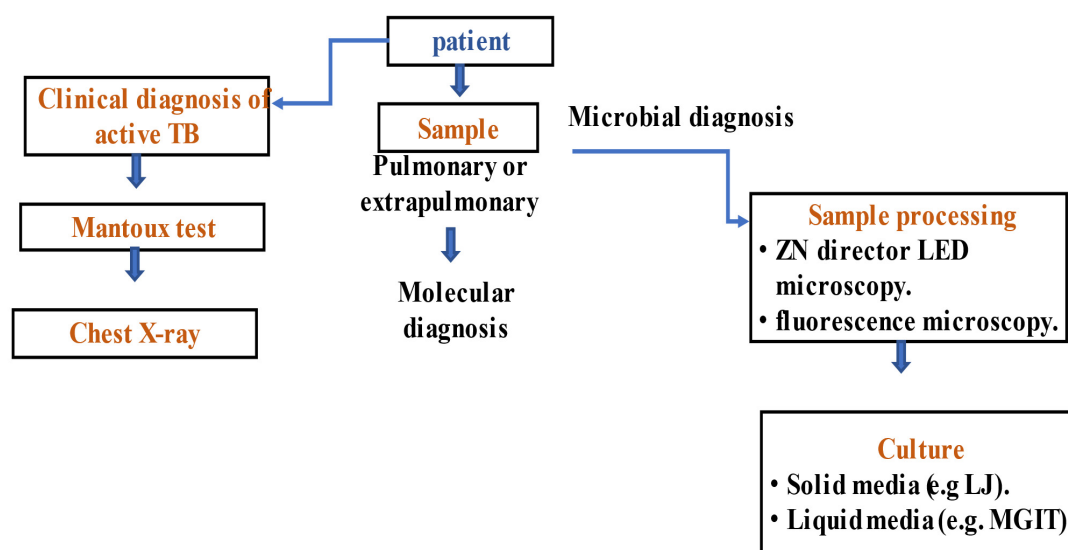 patient
Clinical diagnosis of
active TB
Mantoux test
Chest X-ray
Sample
Pulmonary or
extrapulmonary
Molecular
diagnosis
Microbial diagnosis
Sample processing
• ZN director LED
microscopy.
• fluorescence microscopy.
Culture
• Solid media (e.g LJ).
• Liquid media (e.g. MGIT)